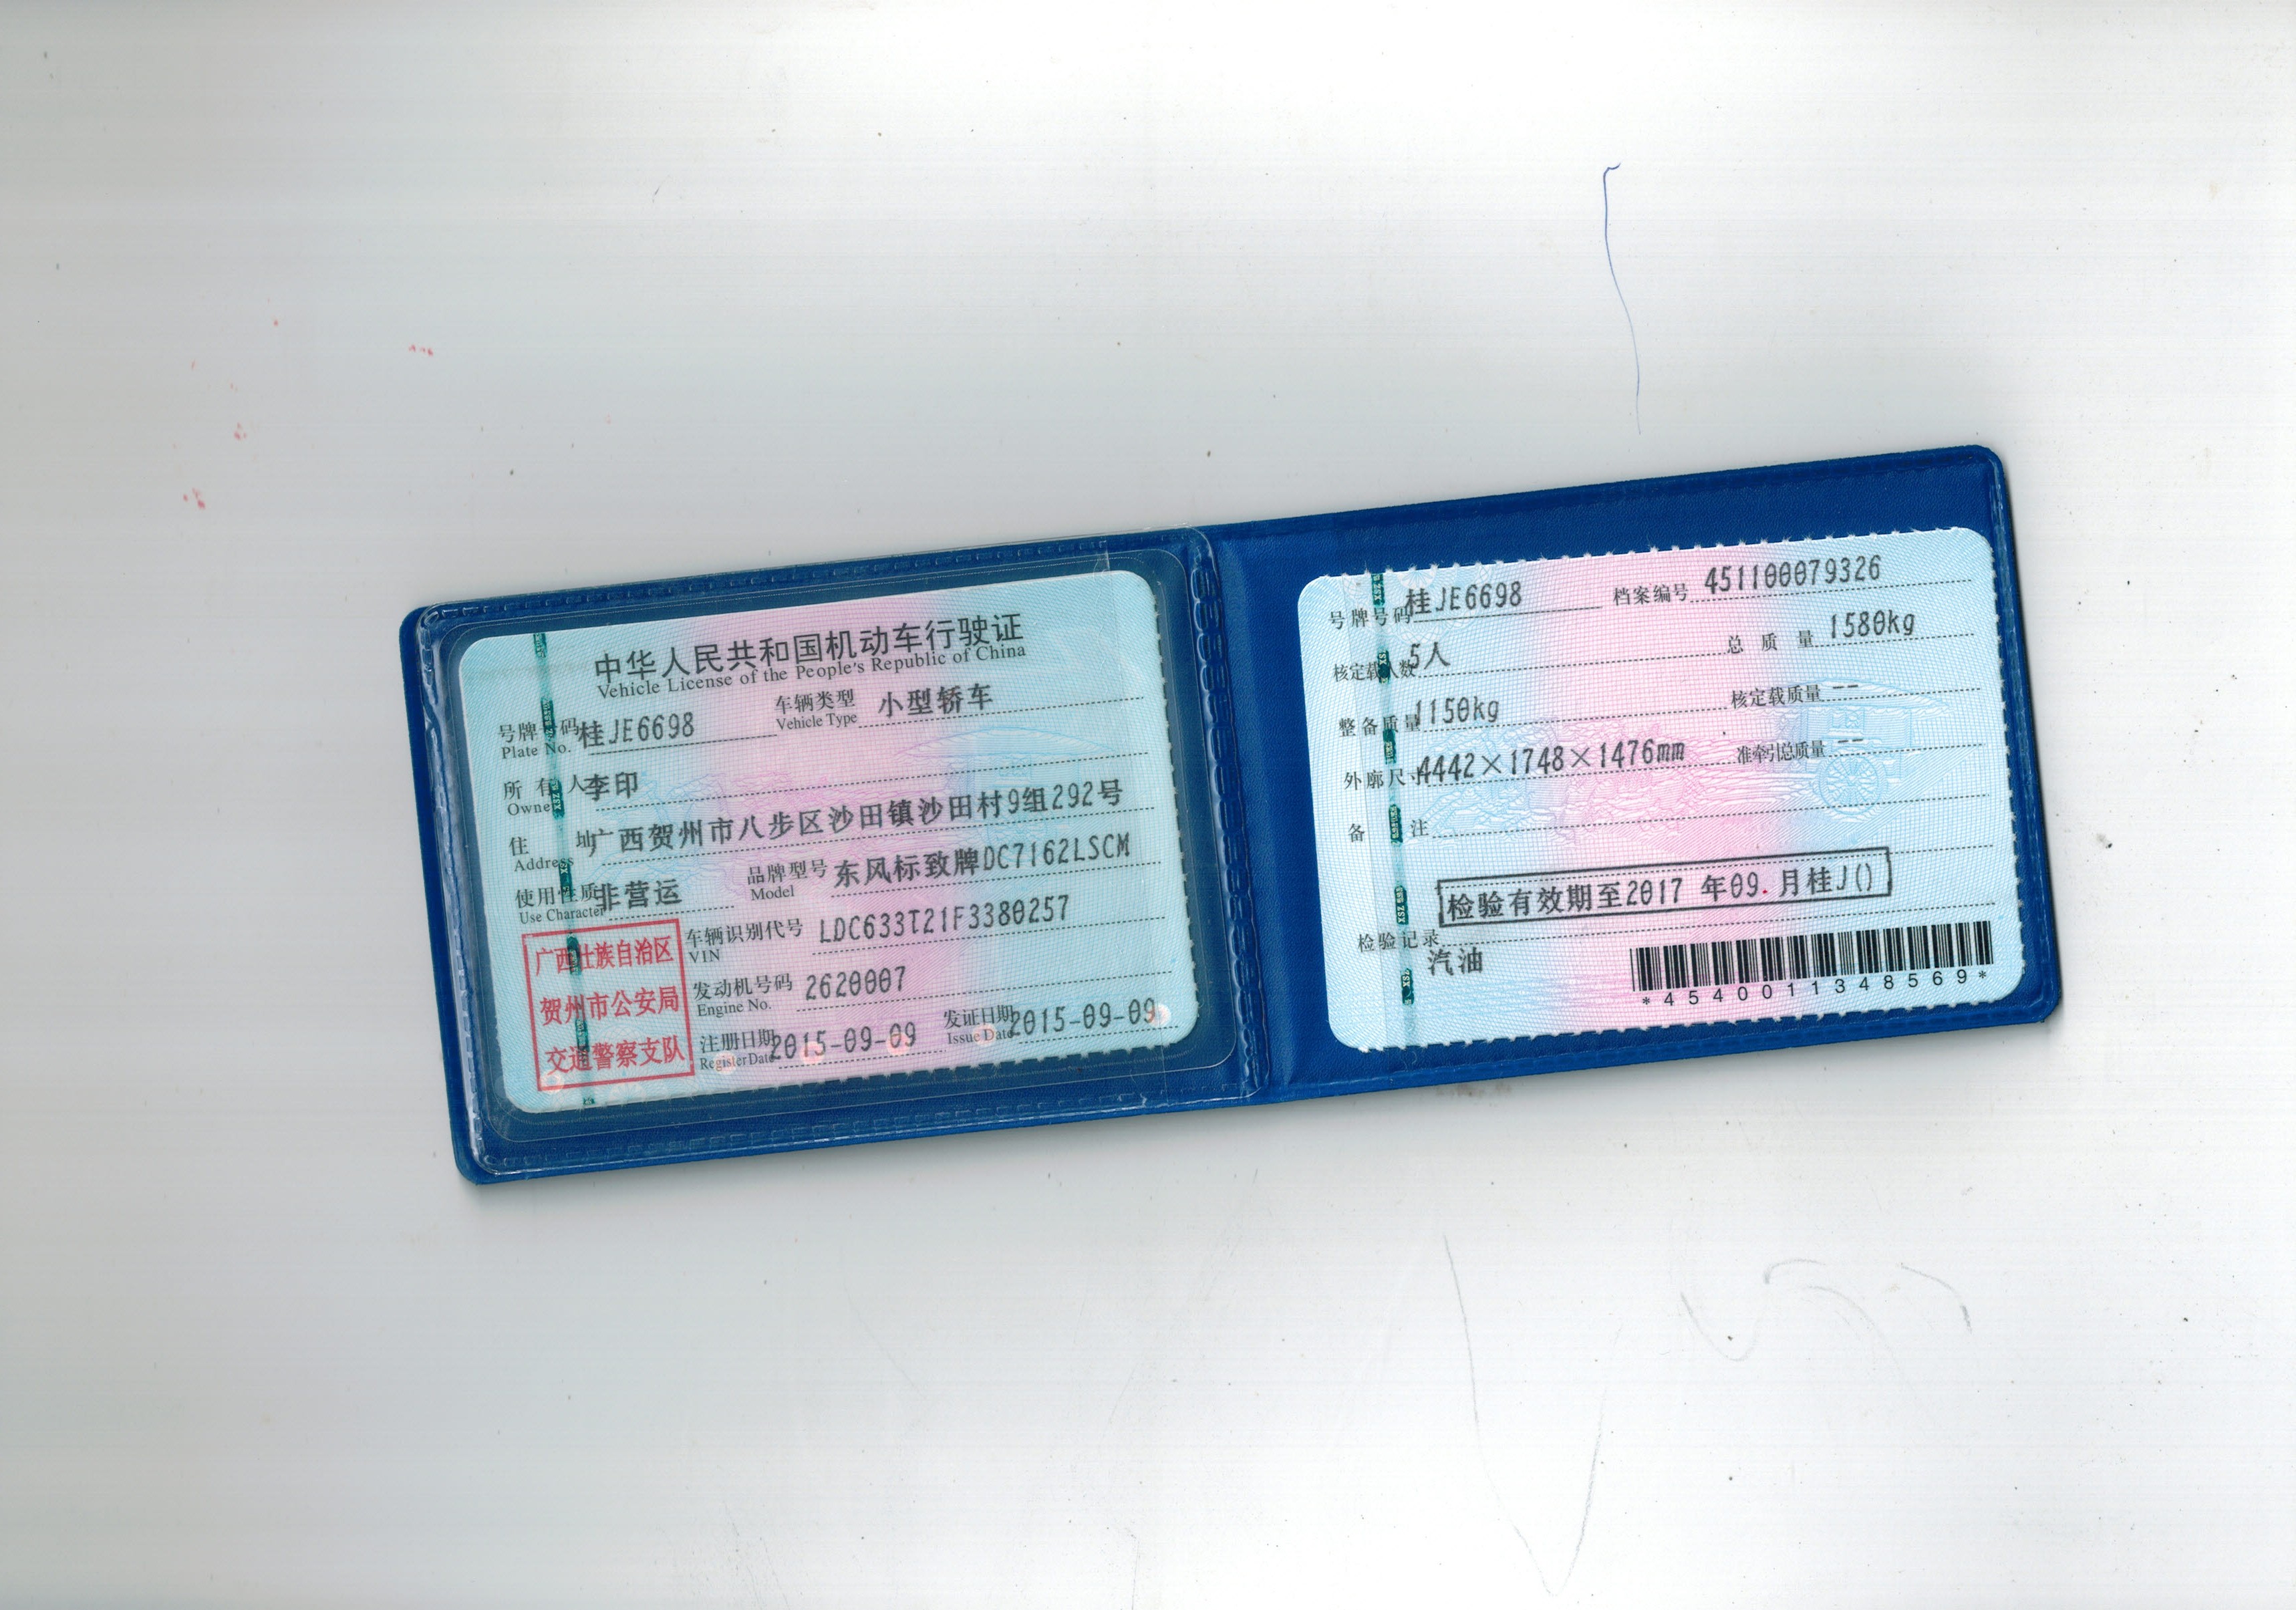 中华人民共和国机动车行驶证
Vehicle License of the People's Republic of China
号牌号码 桂JE6698 车辆类型 小型轿车
Plate No. Vehicle Type
所有人 李印
Owner
住址 广西贺州市八步区沙田镇沙田村9组292号
Address
使用性质 非营运 品牌型号 东风标致牌DC7162LSCM
Use Character Model
广西壮族自治区
贺州市公安局
交通警察支队
车辆识别代号 LDC633T21F3380257
VIN
发动机号码 2620007
Engine No.
注册日期 2015-09-09 发证日期 2015-09-09
Register Date Issue Date
号牌号码 桂JE6698 档案编号 451100079326
核定载人数 5人 总质量 1580kg
整备质量 1150kg 核定载质量 --
外廓尺寸 4442×1748×1476mm 准牵引总质量 --
备注
检验有效期至2017 年09.月桂J()
检验记录
汽油
*4540011348569*